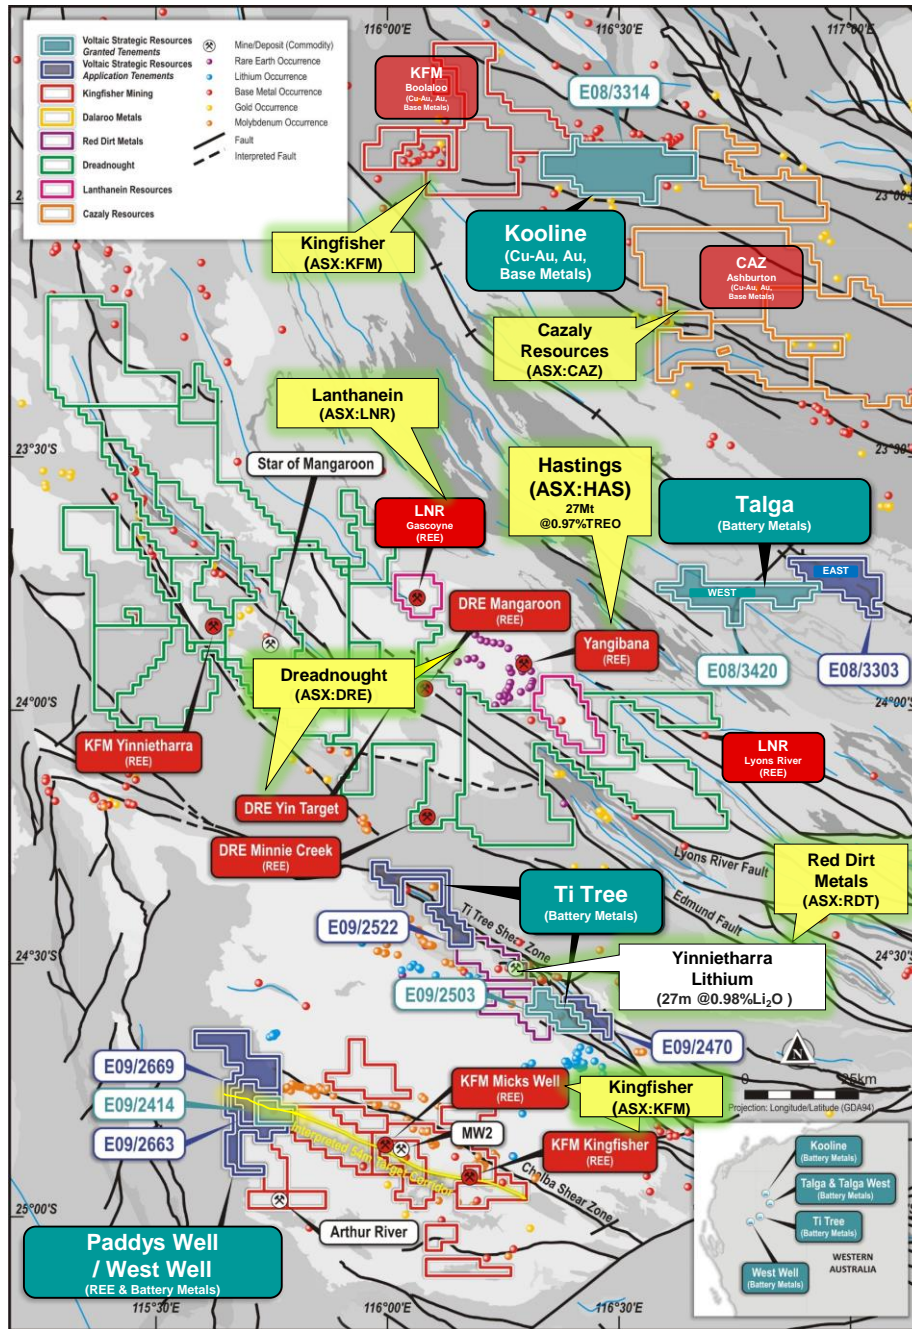 116°00'E
116°30'E
117°00'E
Voltaic Strategic Resources
Granted Tenements
Voltaic Strategic Resources
Application Tenements
Kingfisher Mining
Dalaroo Metals
Red Dirt Metals
Dreadnought
Lanthanein Resources
Cazaly Resources
Mine/Deposit (Commodity)
Rare Earth Occurrence
Lithium Occurrence
Base Metal Occurrence
Gold Occurrence
Molybdenum Occurrence
Fault
Interpreted Fault
KFM
Boolaloo
(Cu-Au, Au,
Base Metals)
E08/3314
23°00'S
Kingfisher
(ASX:KFM)
Kooline
(Cu-Au, Au,
Base Metals)
CAZ
Ashburton
(Cu-Au, Au,
Base Metals)
Cazaly
Resources
(ASX:CAZ)
Lanthanein
(ASX:LNR)
23°30'S
23°30'S
Star of Mangaroon
Hastings
(ASX:HAS)
27Mt
@0.97%TREO
LNR
Gascoyne
(REE)
Talga
(Battery Metals)
EAST
WEST
DRE Mangaroon
(REE)
Yangibana
(REE)
E08/3420
E08/3303
Dreadnought
(ASX:DRE)
24°00'S
24°00'S
KFM Yinnietharra
(REE)
LNR
Lyons River
(REE)
DRE Yin Target
DRE Minnie Creek
(REE)
Lyons River Fault
Edmund Fault
Red Dirt
Metals
(ASX:RDT)
Ti Tree
(Battery Metals)
Ti Tree Shear Zone
E09/2522
24°30'S
24°30'S
Yinnietharra
Lithium
(27m @0.98%Li₂O )
E09/2503
E09/2470
N
E09/2669
E09/2414
E09/2663
KFM Micks Well
(REE)
Kingfisher
(ASX:KFM)
0
25km
Projection: Longitude/Latitude (GDA94)
MW2
KFM Kingfisher
(REE)
Interpreted 54km Target Corridor
Chalba Shear Zone
Arthur River
25°00'S
Paddys Well
/ West Well
(REE & Battery Metals)
Kooline
(Battery Metals)
Talga & Talga West
(Battery Metals)
Ti Tree
(Battery Metals)
West Well
(Battery Metals)
WESTERN
AUSTRALIA
115°30'E
116°00'E
116°30'E